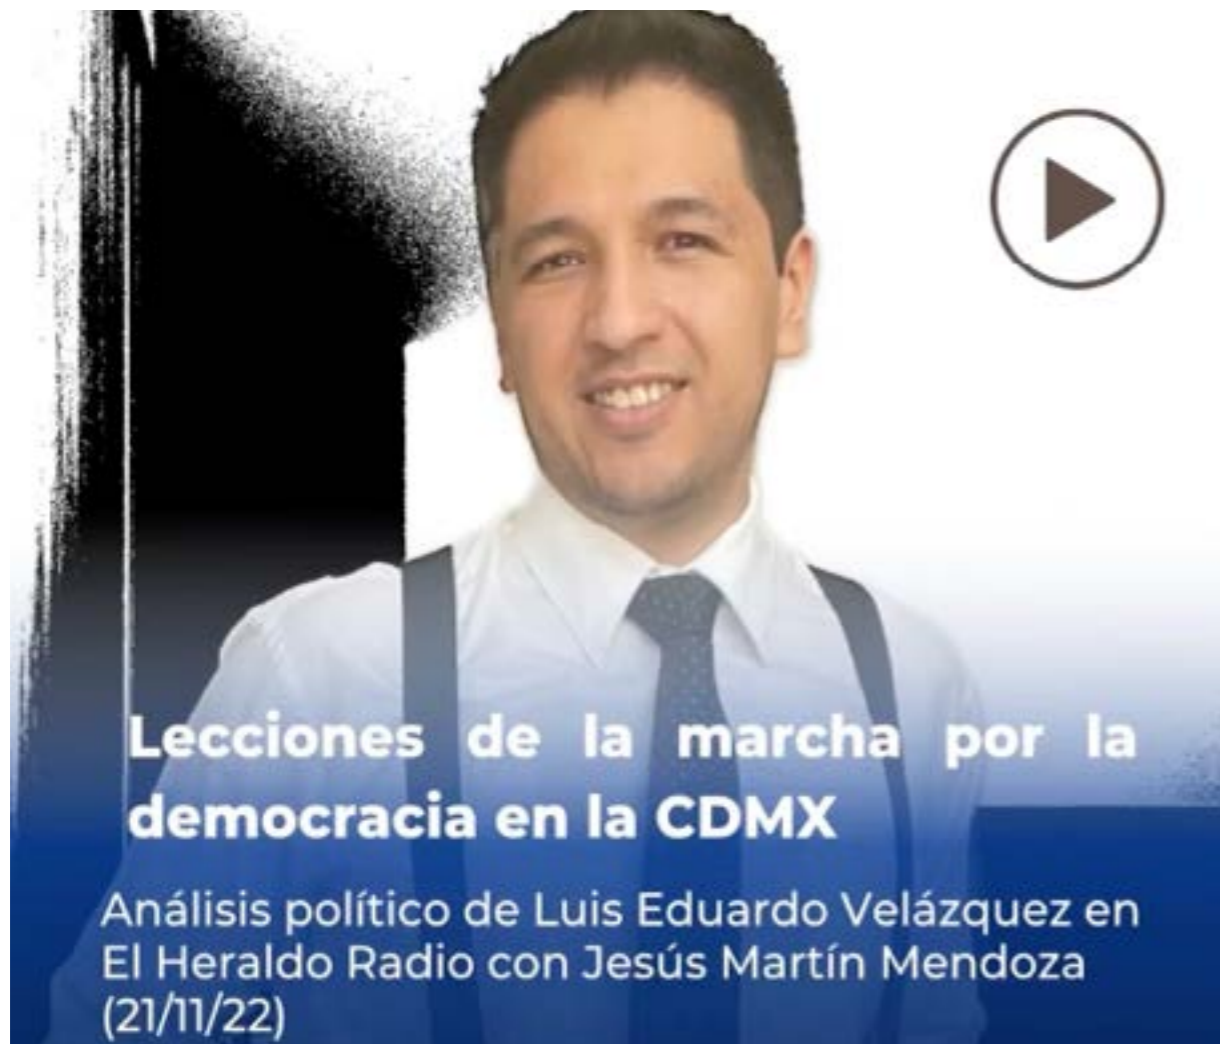 Lecciones de la marcha por la
democracia en la CDMX
Análisis político de Luis Eduardo Velázquez en
El Heraldo Radio con Jesús Martín Mendoza
(21/11/22)